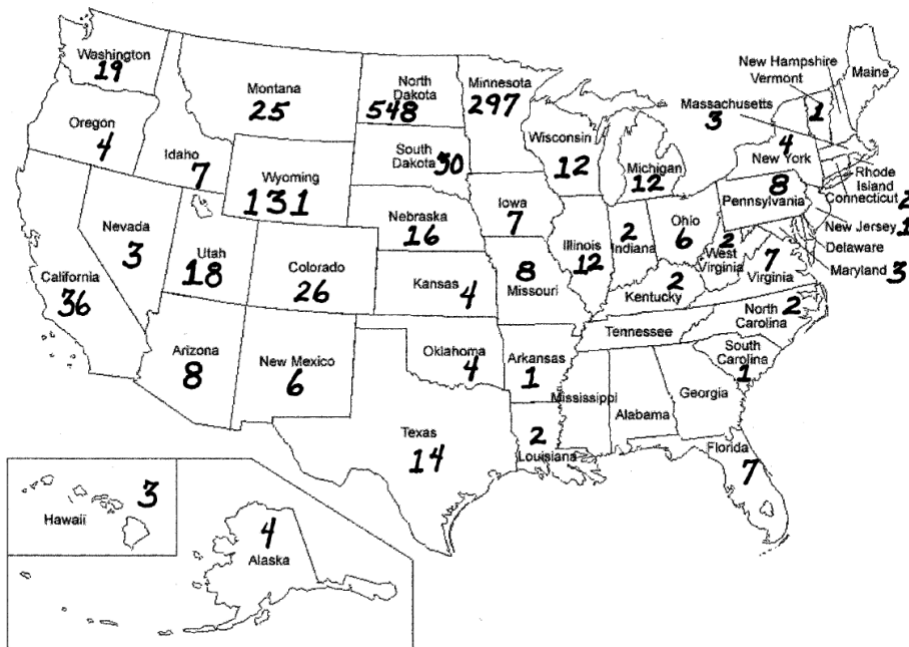 Washington
19
Oregon
4
California
36
Nevada
3
Idaho
7
Montana
25
Wyoming
131
Utah
18
Colorado
26
Arizona
8
New Mexico
6
North
Dakota
548
South
Dakota 50
Nebraska
16
Kansas 4
Oklahoma
4
Texas
14
Minnesota
297
Iowa
7
8
Missouri
Arkansas
1
2
Louisiana
Wisconsin
12
Illinois
12
Michigan
12
2
Indiana
Ohio
6
2
Kentucky
Tennessee
Mississippi
Alabama
Georgia
Florida
7
South
Carolina
1
North 2
Carolina
7
Virginia
2
West
Virginia
8
Pennsylvania
4
New York
New Hampshire
Vermont
1
Maine
Massachusetts
3
Rhode
Island
Connecticut 2
New Jersey 1
Delaware
Maryland 3
Hawaii
3
4
Alaska